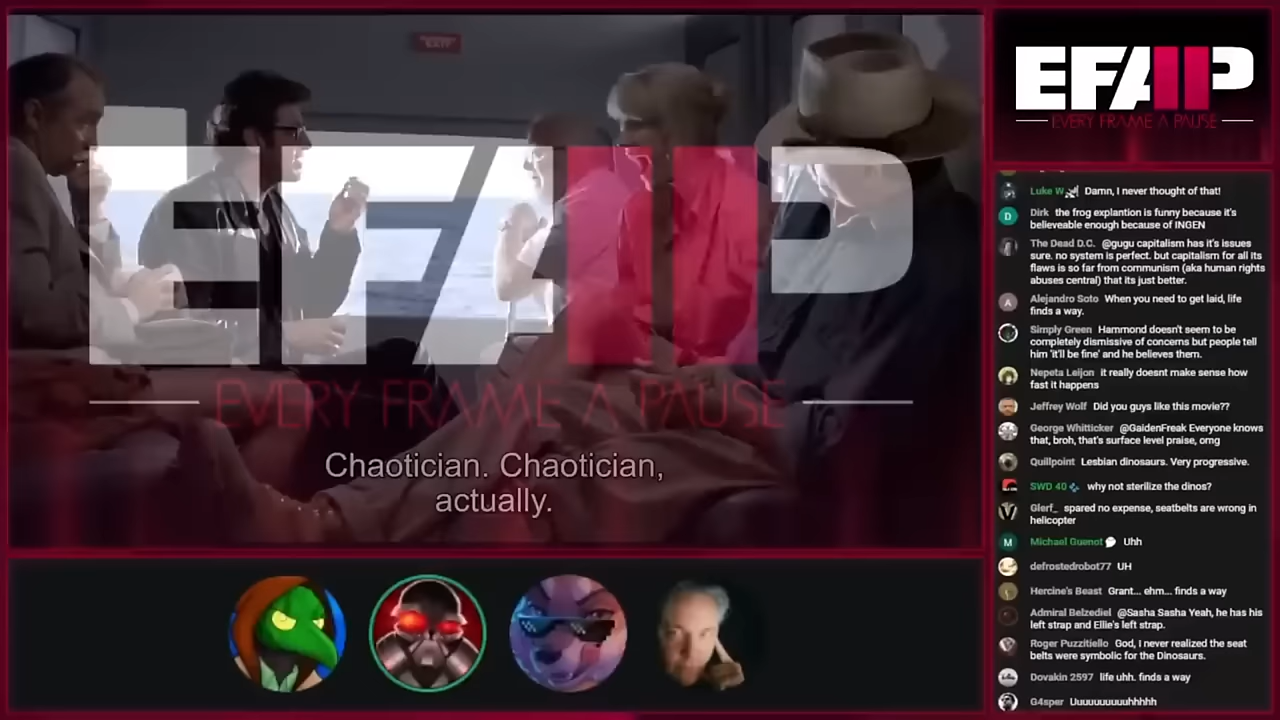 EXIT
EFAP
EVERY FRAME A PAUSE
Chaotician. Chaotician,
actually.
EFAP
EVERY FRAME A PAUSE
Luke W Damn, I never thought of that!
Dirk the frog explantion is funny because it's
believeable enough because of INGEN
The Dead D.C. @gugu capitalism has it's issues
sure. no system is perfect. but capitalism for all its
flaws is so far from communism (aka human rights
abuses central) that its just better.
Alejandro Soto When you need to get laid, life
finds a way.
Simply Green Hammond doesn't seem to be
completely dismissive of concerns but people tell
him 'it'll be fine' and he believes them.
Nepeta Leijon it really doesnt make sense how
fast it happens
Jeffrey Wolf Did you guys like this movie??
George Whitticker @GaidenFreak Everyone knows
that, broh, that's surface level praise, omg
Quillpoint Lesbian dinosaurs. Very progressive.
SWD 40 why not sterilize the dinos?
Glerf_ spared no expense, seatbelts are wrong in
helicopter
Michael Guenot Uhh
defrostedrobot77 UH
Hercine's Beast Grant... ehm... finds a way
Admiral Belzediel @Sasha Sasha Yeah, he has his
left strap and Ellie's left strap.
Roger Puzzitiello God, I never realized the seat
belts were symbolic for the Dinosaurs.
Dovakin 2597 life uhh. finds a way
G4sper Uuuuuuuuuuhhhhh